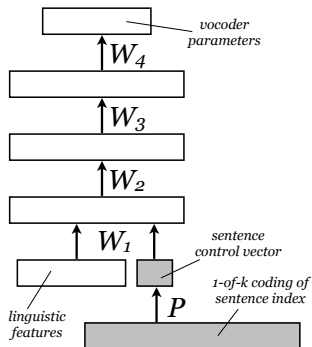 vocoder
parameters
W4
W3
W2
sentence
control vector
W1
1-of-k coding of
sentence index
linguistic
features
P